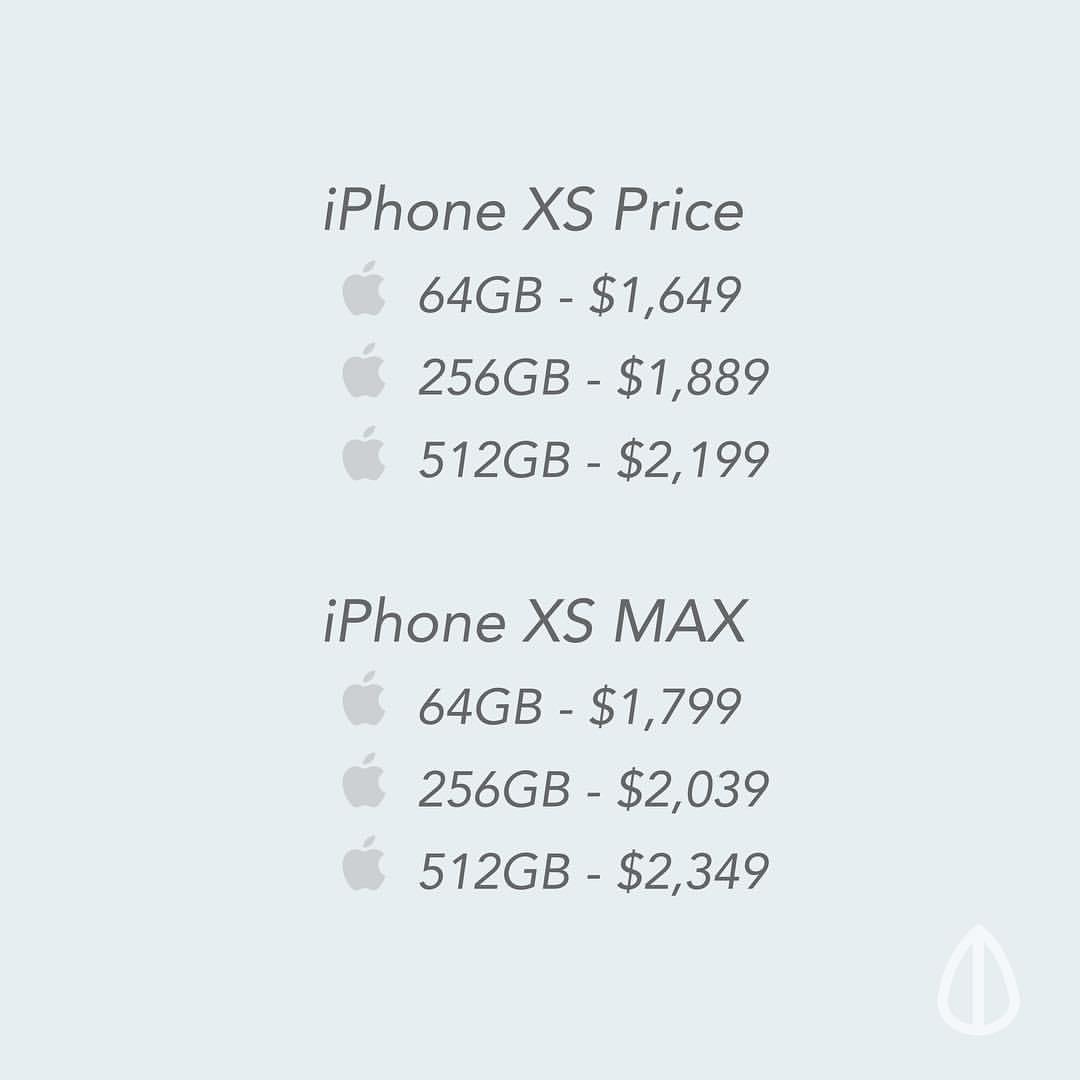 iPhone XS Price
64GB - $1,649
256GB - $1,889
512GB - $2,199
iPhone XS MAX
64GB - $1,799
256GB - $2,039
512GB - $2,349